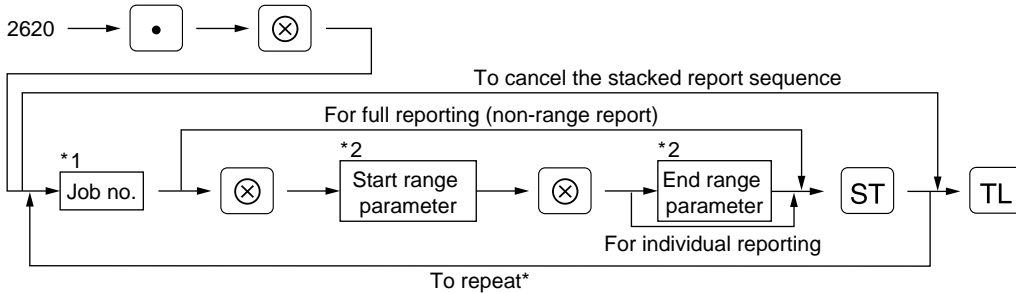 2620 • ⊗
To cancel the stacked report sequence
For full reporting (non-range report)
*1 *2 *2
Job no. ⊗ Start range parameter ⊗ End range parameter ST TL
For individual reporting
To repeat*